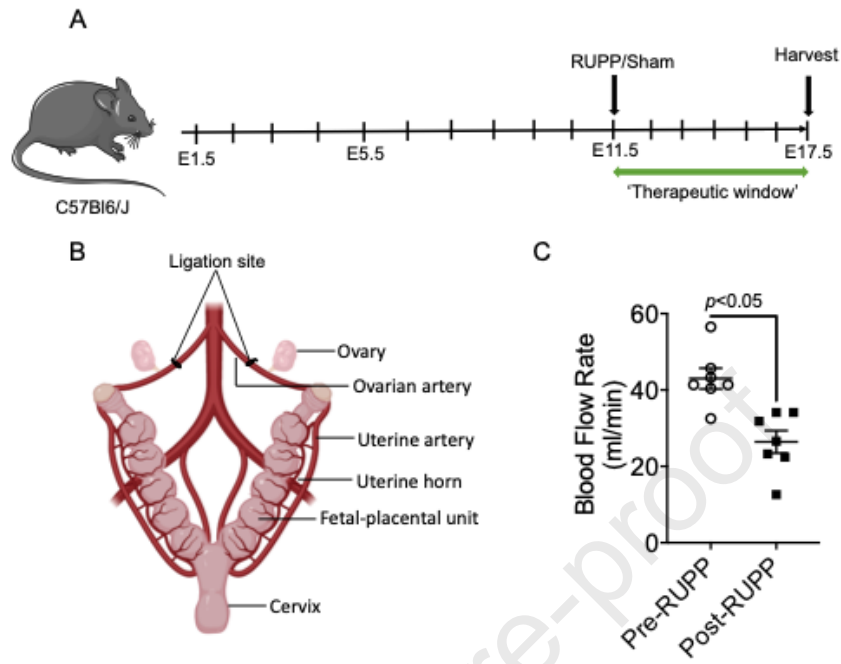 A
RUPP/Sham
Harvest
E1.5
E5.5
E11.5
E17.5
'Therapeutic window'
C57Bl6/J
B
Ligation site
Ovary
Ovarian artery
Uterine artery
Uterine horn
Fetal-placental unit
Cervix
C
p<0.05
Blood Flow Rate
(ml/min)
60
40
20
0
Pre-RUPP
Post-RUPP
re-proof